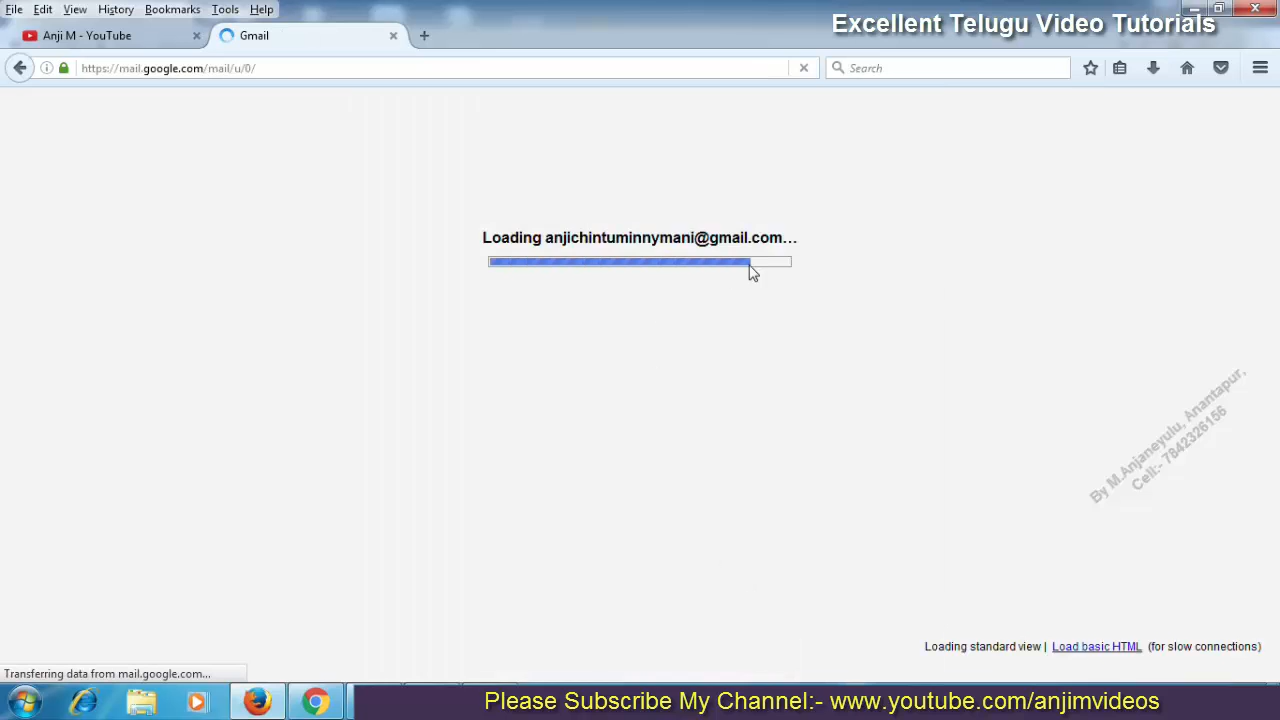 File Edit View History Bookmarks Tools Help
Excellent Telugu Video Tutorials
Anji M - YouTube
Gmail
https://mail.google.com/mail/u/0/
Search
Loading anjichintuminnymani@gmail.com...
By M.Anjaneyulu, Anantapur,
Cell:- 7842326156
Loading standard view | Load basic HTML (for slow connections)
Transferring data from mail.google.com...
Please Subscribe My Channel:- www.youtube.com/anjimvideos